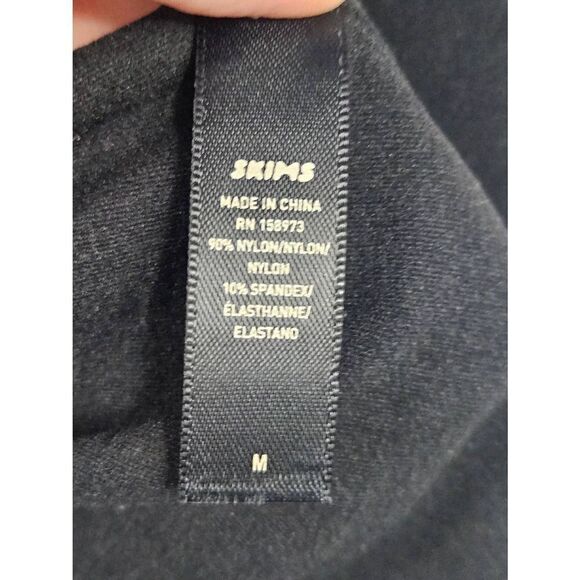 SKIMS
MADE IN CHINA
RN 158973
90% NYLON/NYLON/
NYLON
10% SPANDEX/
ÉLASTHANNE/
ELASTANO
M